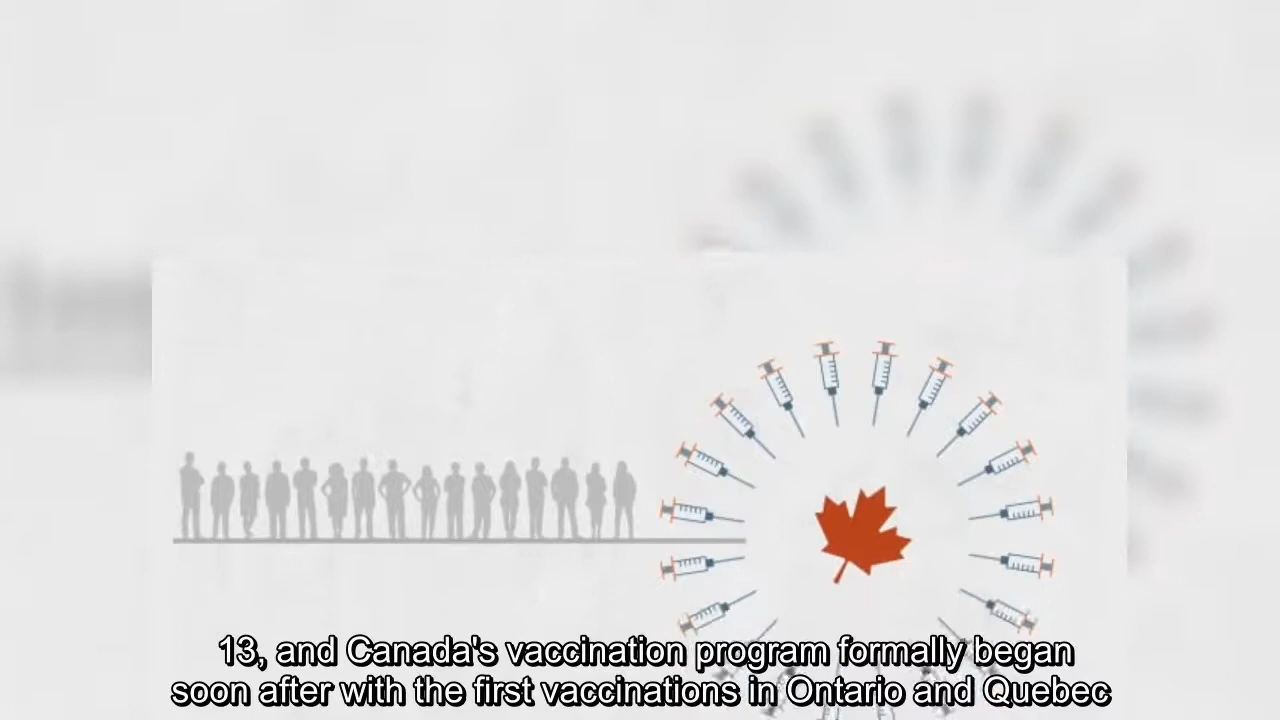 13, and Canada's vaccination program formally began
soon after with the first vaccinations in Ontario and Quebec